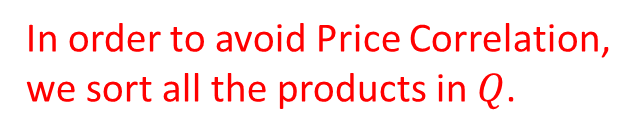 In order to avoid Price Correlation,
we sort all the products in Q.